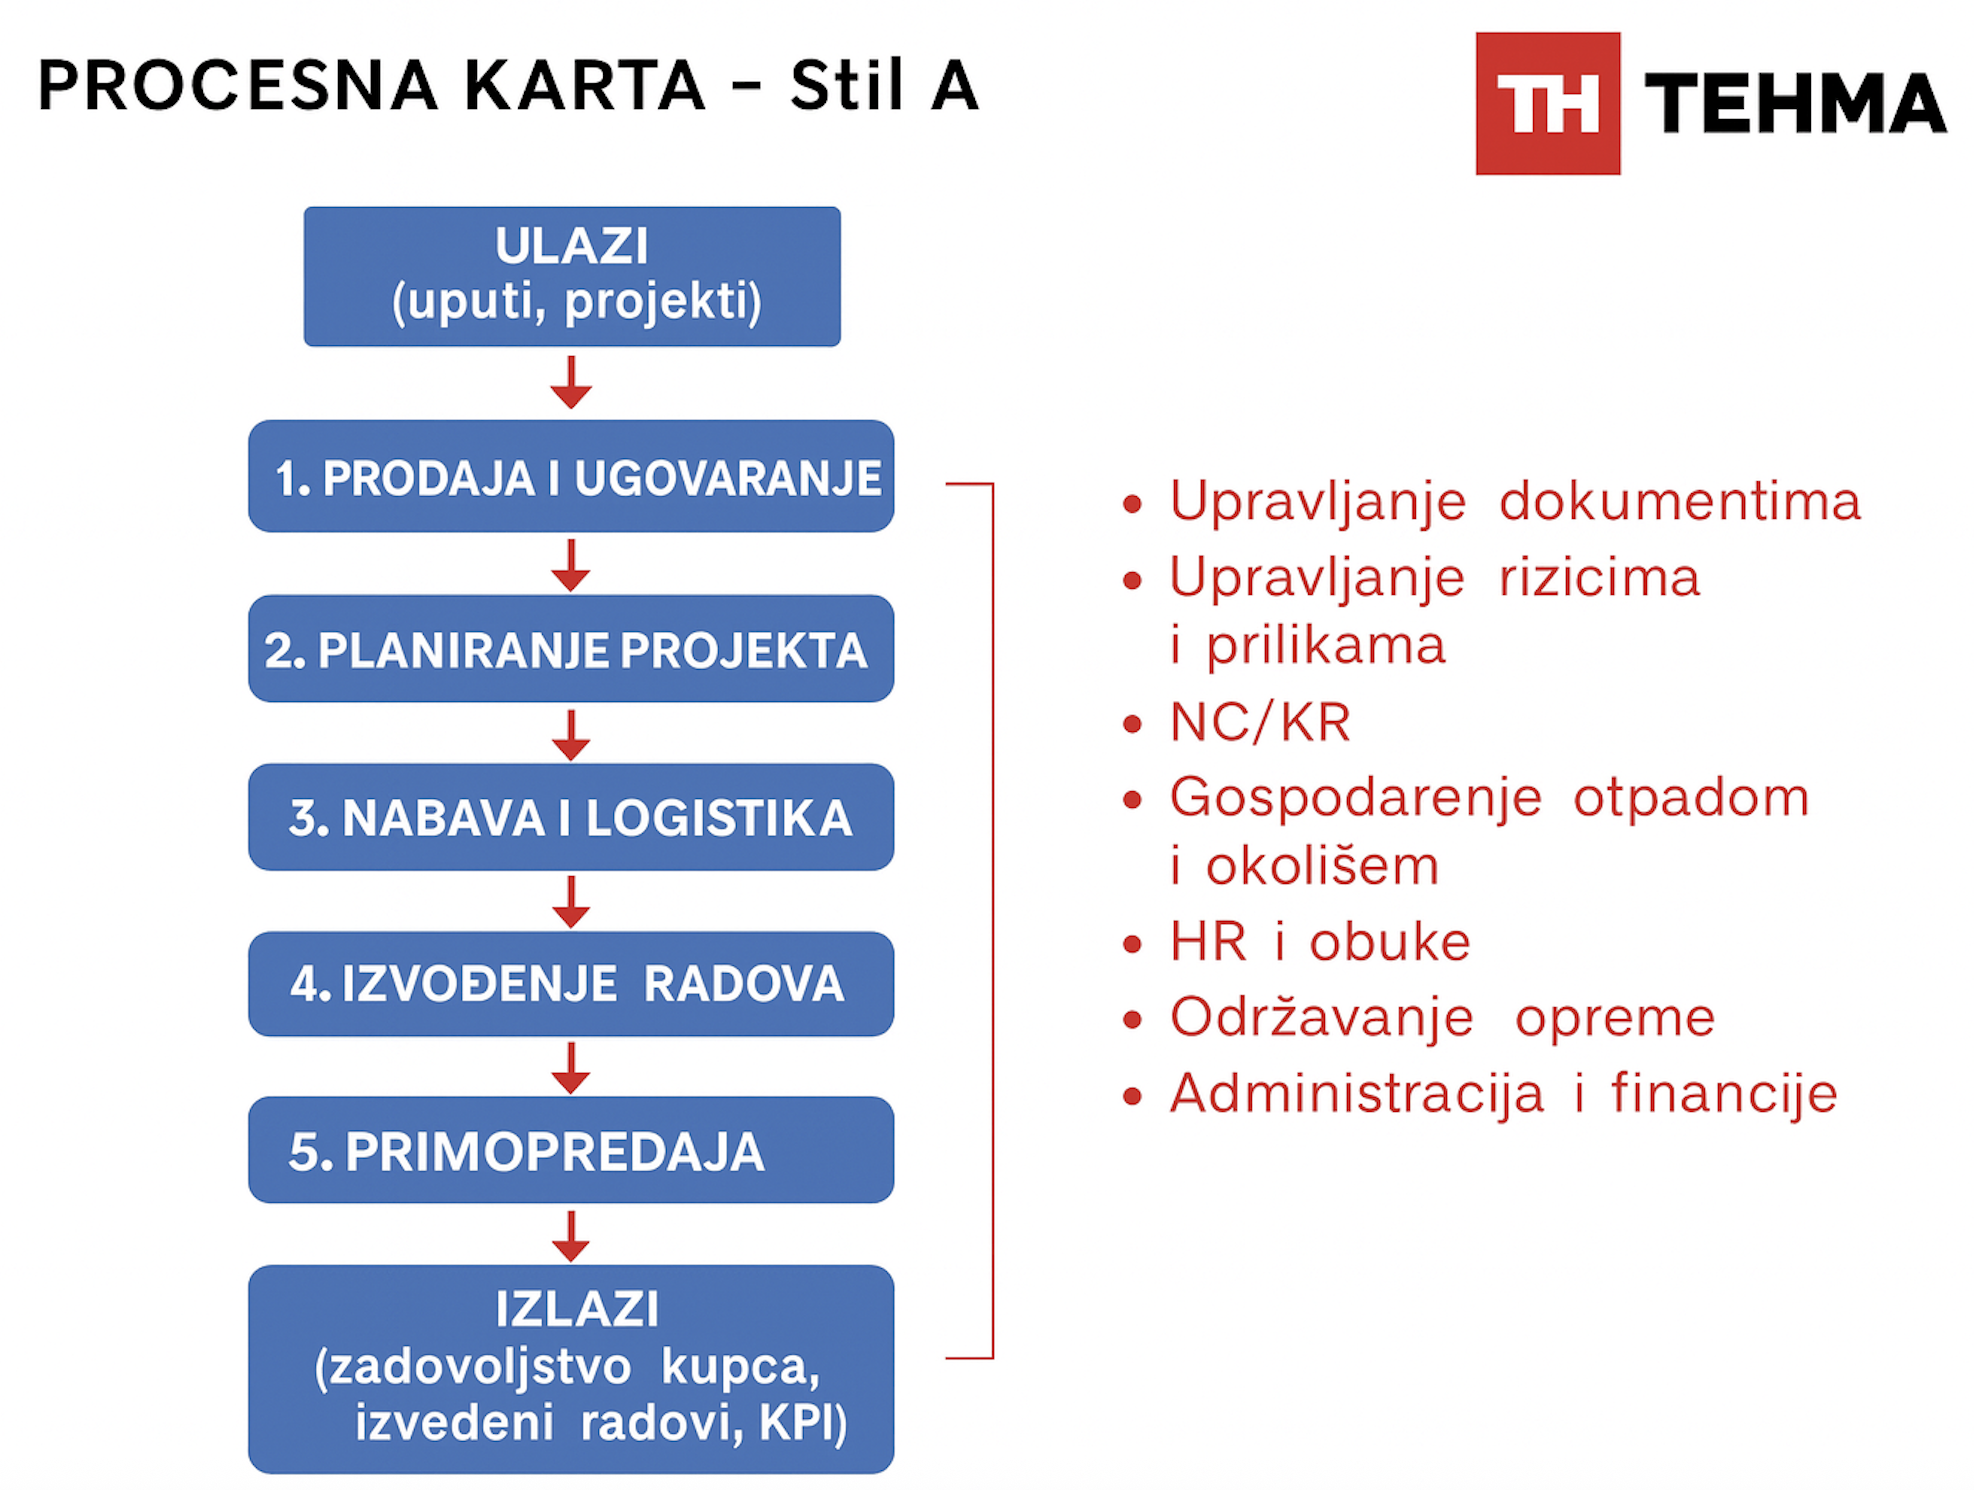 PROCESNA KARTA – Stil A
TH TEHMA
ULAZI
(uputi, projekti)
1. PRODAJA I UGOVARANJE
2. PLANIRANJE PROJEKTA
3. NABAVA I LOGISTIKA
4. IZVOĐENJE RADOVA
5. PRIMOPREDAJA
IZLAZI
(zadovoljstvo kupca,
izvedeni radovi, KPI)
• Upravljanje dokumentima
• Upravljanje rizicima
i prilikama
• NC/KR
• Gospodarenje otpadom
i okolišem
• HR i obuke
• Održavanje opreme
• Administracija i financije